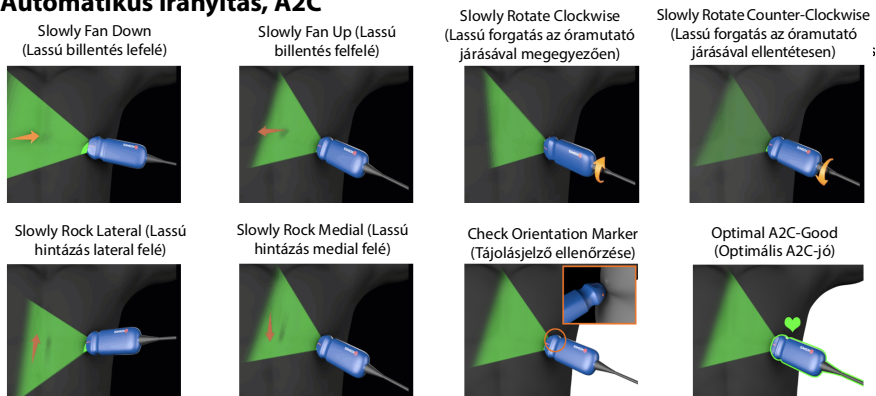 Automatikus irányítás, A2C
Slowly Fan Down
(Lassú billentés lefelé)
Slowly Fan Up (Lassú
billentés felfelé)
Slowly Rotate Clockwise
(Lassú forgatás az óramutató
járásával megegyezően)
Slowly Rotate Counter-Clockwise
(Lassú forgatás az óramutató
járásával ellentétesen)
Slowly Rock Lateral (Lassú
hintázás lateral felé)
Slowly Rock Medial (Lassú
hintázás medial felé)
Check Orientation Marker
(Tájolásjelző ellenőrzése)
Optimal A2C-Good
(Optimális A2C-jó)